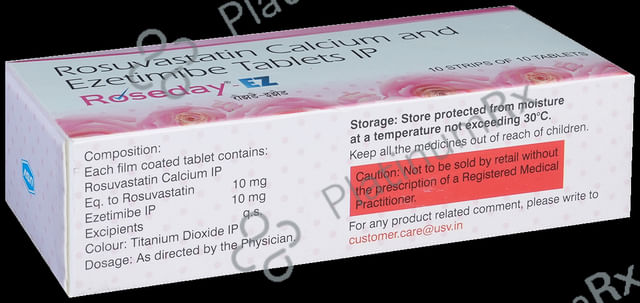 Rosuvastatin Calcium and
Ezetimibe Tablets IP
Roseday®-EZ
रोज़डे-इज़ेड
10 STRIPS OF 10 TABLETS
Composition:
Each film coated tablet contains:
Rosuvastatin Calcium IP
Eq. to Rosuvastatin 10 mg
Ezetimibe IP 10 mg
Excipients q.s.
Colour: Titanium Dioxide IP
Dosage: As directed by the Physician.
Storage: Store protected from moisture
at a temperature not exceeding 30°C.
Keep all the medicines out of reach of children.
Caution: Not to be sold by retail without
the prescription of a Registered Medical
Practitioner.
For any product related comment, please write to
customer.care@usv.in
PlatinumRx